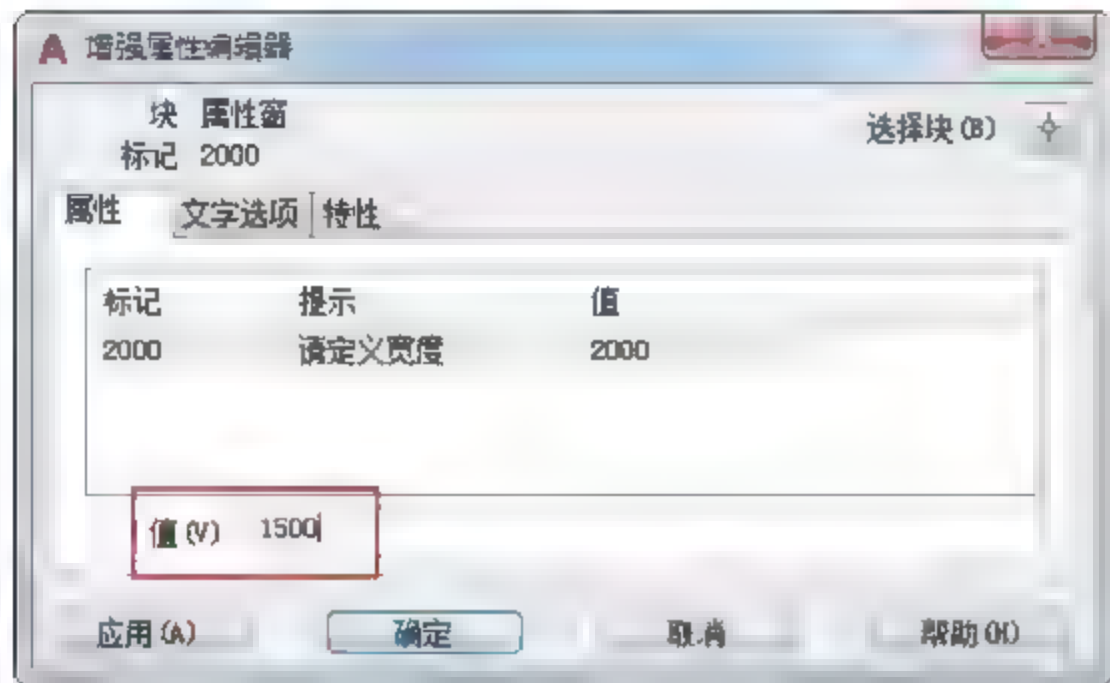 增强属性编辑器
块 属性窗 选择块(B)
标记 2000
属性 文字选项 特性
标记 提示 值
2000 请定义宽度 2000
值(V) 1500
应用(A) 确定 取消 帮助(H)